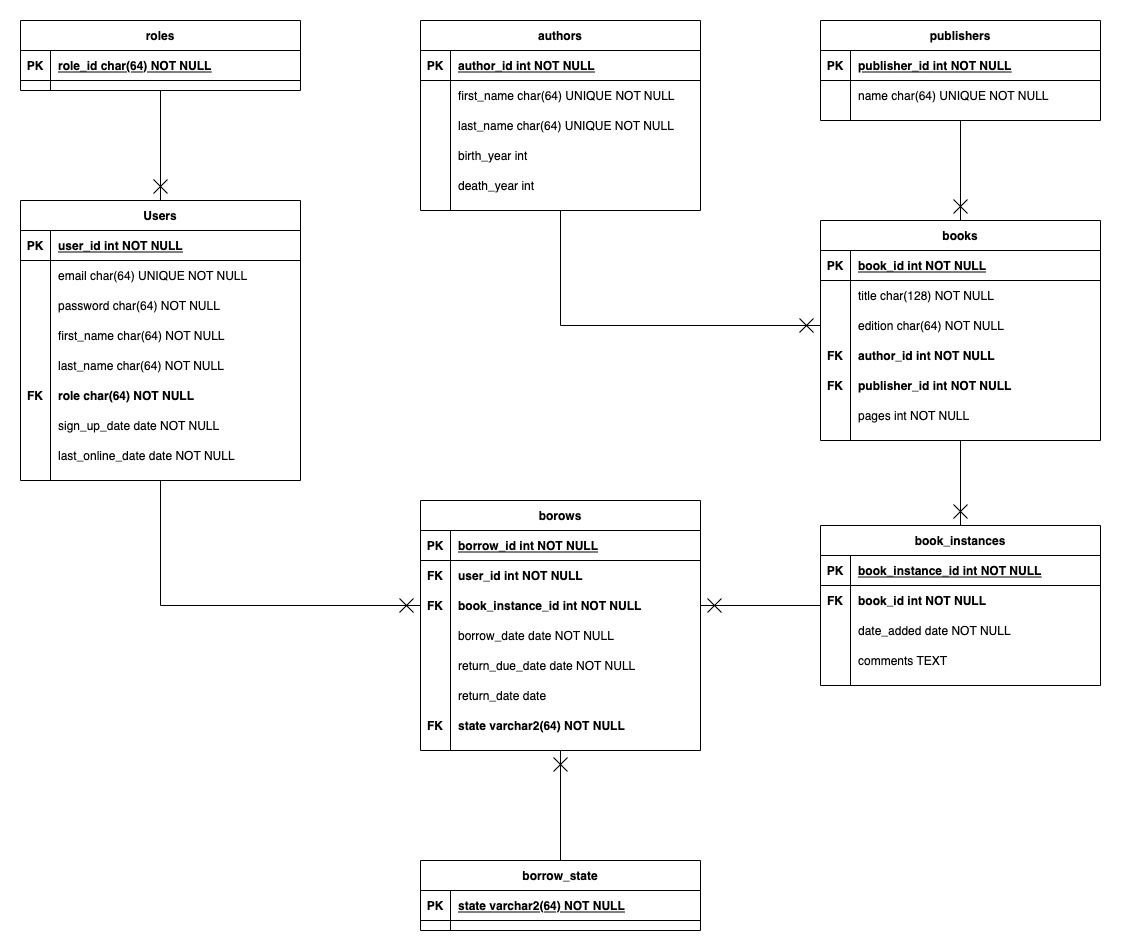 roles
PK role_id char(64) NOT NULL
authors
PK author_id int NOT NULL
first_name char(64) UNIQUE NOT NULL
last_name char(64) UNIQUE NOT NULL
birth_year int
death_year int
publishers
PK publisher_id int NOT NULL
name char(64) UNIQUE NOT NULL
Users
PK user_id int NOT NULL
email char(64) UNIQUE NOT NULL
password char(64) NOT NULL
first_name char(64) NOT NULL
last_name char(64) NOT NULL
FK role char(64) NOT NULL
sign_up_date date NOT NULL
last_online_date date NOT NULL
books
PK book_id int NOT NULL
title char(128) NOT NULL
edition char(64) NOT NULL
FK author_id int NOT NULL
FK publisher_id int NOT NULL
pages int NOT NULL
borows
PK borrow_id int NOT NULL
FK user_id int NOT NULL
FK book_instance_id int NOT NULL
borrow_date date NOT NULL
return_due_date date NOT NULL
return_date date
FK state varchar2(64) NOT NULL
book_instances
PK book_instance_id int NOT NULL
FK book_id int NOT NULL
date_added date NOT NULL
comments TEXT
borrow_state
PK state varchar2(64) NOT NULL